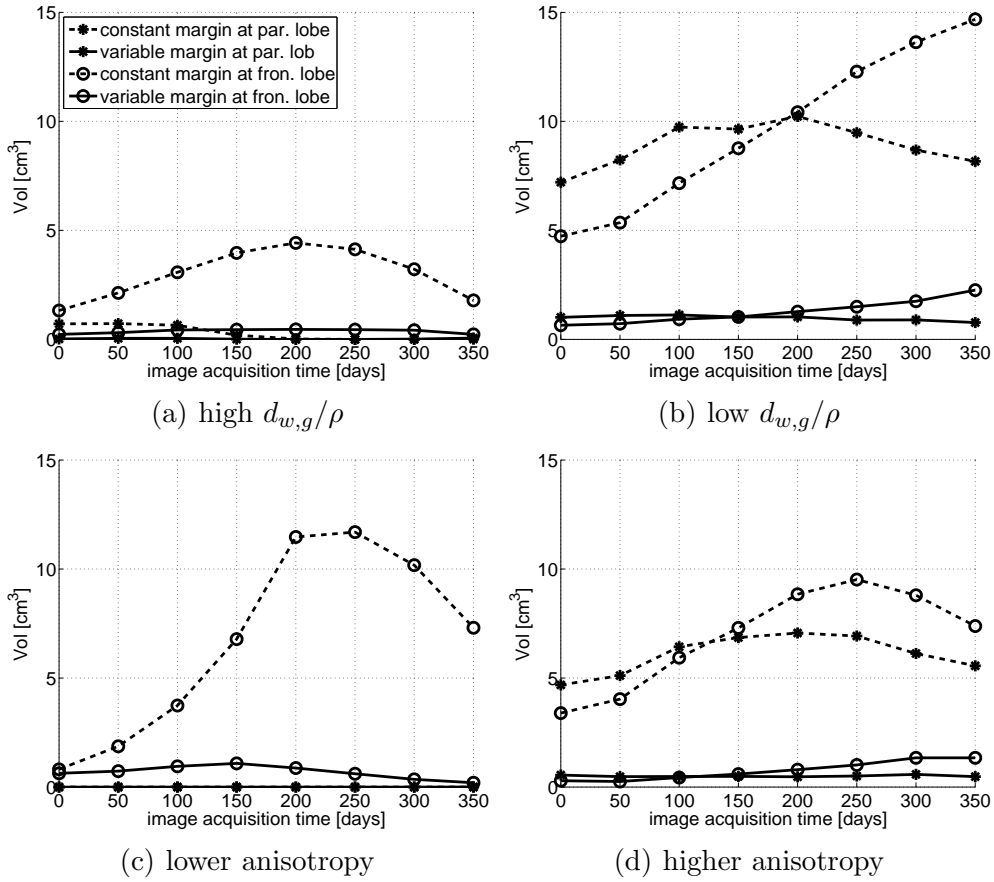 constant margin at par. lobe
variable margin at par. lob
constant margin at fron. lobe
variable margin at fron. lobe
15
10
5
0
Vol [cm³]
0 50 100 150 200 250 300 350
image acquisition time [days]
(a) high d_{w,g}/ρ
15
10
5
0
Vol [cm³]
0 50 100 150 200 250 300 350
image acquisition time [days]
(b) low d_{w,g}/ρ
15
10
5
0
Vol [cm³]
0 50 100 150 200 250 300 350
image acquisition time [days]
(c) lower anisotropy
15
10
5
0
Vol [cm³]
0 50 100 150 200 250 300 350
image acquisition time [days]
(d) higher anisotropy